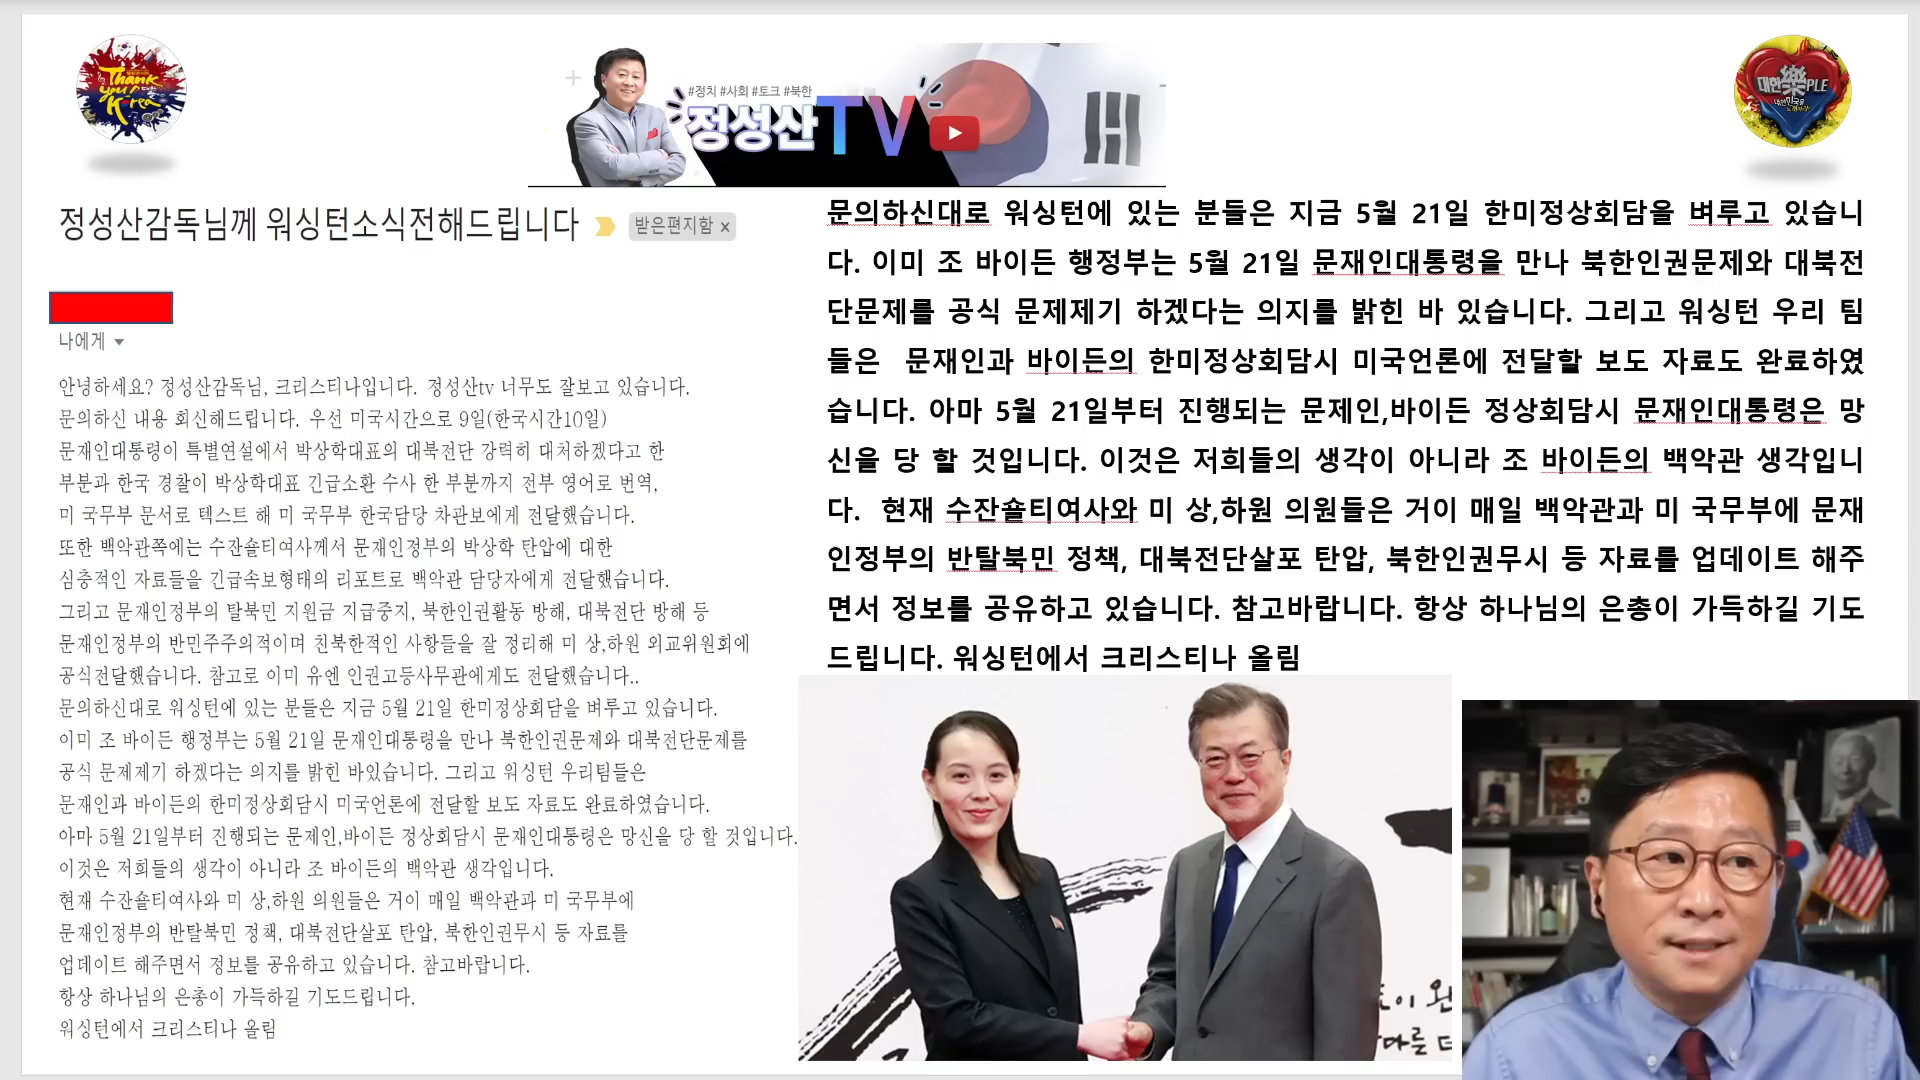 Thank
you
Korea
#정치 #사회 #토크 #북한
정성산TV
대한樂PLE
정성산감독님께 워싱턴소식전해드립니다
받은편지함 x
나에게
안녕하세요? 정성산감독님, 크리스티나입니다. 정성산tv 너무도 잘보고 있습니다.
문의하신 내용 회신해드립니다. 우선 미국시간으로 9일(한국시간10일)
문재인대통령이 특별연설에서 박상학대표의 대북전단 강력히 대처하겠다고 한
부분과 한국 경찰이 박상학대표 긴급소환 수사 한 부분까지 전부 영어로 번역,
미 국무부 문서로 텍스트 해 미 국무부 한국담당 차관보에게 전달했습니다.
또한 백악관쪽에는 수잔숄티여사께서 문재인정부의 박상학 탄압에 대한
심층적인 자료들을 긴급속보형태의 리포트로 백악관 담당자에게 전달했습니다.
그리고 문재인정부의 탈북민 지원금 지급중지, 북한인권활동 방해, 대북전단 방해 등
문재인정부의 반민주주의적이며 친북한적인 사항들을 잘 정리해 미 상,하원 외교위원회에
공식전달했습니다. 참고로 이미 유엔 인권고등사무관에게도 전달했습니다..
문의하신대로 워싱턴에 있는 분들은 지금 5월 21일 한미정상회담을 벼루고 있습니다.
이미 조 바이든 행정부는 5월 21일 문재인대통령을 만나 북한인권문제와 대북전단문제를
공식 문제제기 하겠다는 의지를 밝힌 바있습니다. 그리고 워싱턴 우리팀들은
문재인과 바이든의 한미정상회담시 미국언론에 전달할 보도 자료도 완료하였습니다.
아마 5월 21일부터 진행되는 문제인,바이든 정상회담시 문재인대통령은 망신을 당 할 것입니다.
이것은 저희들의 생각이 아니라 조 바이든의 백악관 생각입니다.
현재 수잔숄티여사와 미 상,하원 의원들은 거이 매일 백악관과 미 국무부에
문재인정부의 반탈북민 정책, 대북전단살포 탄압, 북한인권무시 등 자료를
업데이트 해주면서 정보를 공유하고 있습니다. 참고바랍니다.
항상 하나님의 은총이 가득하길 기도드립니다.
워싱턴에서 크리스티나 올림
문의하신대로 워싱턴에 있는 분들은 지금 5월 21일 한미정상회담을 벼루고 있습니
다. 이미 조 바이든 행정부는 5월 21일 문재인대통령을 만나 북한인권문제와 대북전
단문제를 공식 문제제기 하겠다는 의지를 밝힌 바 있습니다. 그리고 워싱턴 우리 팀
들은 문재인과 바이든의 한미정상회담시 미국언론에 전달할 보도 자료도 완료하였
습니다. 아마 5월 21일부터 진행되는 문제인,바이든 정상회담시 문재인대통령은 망
신을 당 할 것입니다. 이것은 저희들의 생각이 아니라 조 바이든의 백악관 생각입니
다. 현재 수잔숄티여사와 미 상,하원 의원들은 거이 매일 백악관과 미 국무부에 문재
인정부의 반탈북민 정책, 대북전단살포 탄압, 북한인권무시 등 자료를 업데이트 해주
면서 정보를 공유하고 있습니다. 참고바랍니다. 항상 하나님의 은총이 가득하길 기도
드립니다. 워싱턴에서 크리스티나 올림